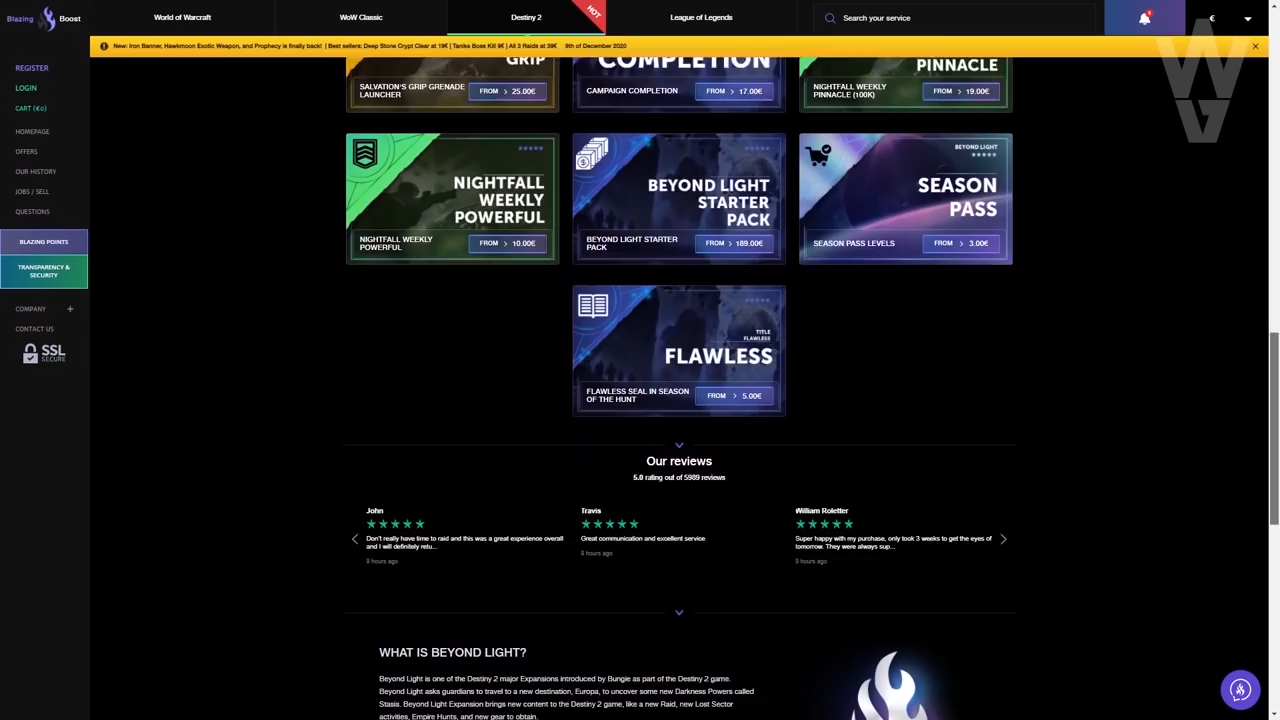 Blazing Boost
World of Warcraft
WoW Classic
Destiny 2
HOT
League of Legends
Search your service
€
New: Iron Banner, Hawkmoon Exotic Weapon, and Prophecy is finally back! | Best sellers: Deep Stone Crypt Clear at 19€ | Taniks Boss Kill 9€ | All 3 Raids at 39€ 9th of December 2020
REGISTER
LOGIN
CART (€0)
HOMEPAGE
OFFERS
OUR HISTORY
JOBS / SELL
QUESTIONS
BLAZING POINTS
TRANSPARENCY &
SECURITY
COMPANY +
CONTACT US
SSL
SECURE
GRIP
SALVATION'S GRIP GRENADE
LAUNCHER
FROM > 25.00€
COMPLETION
CAMPAIGN COMPLETION
FROM > 17.00€
PINNACLE
NIGHTFALL WEEKLY
PINNACLE (100K)
FROM > 19.00€
NIGHTFALL
WEEKLY
POWERFUL
NIGHTFALL WEEKLY
POWERFUL
FROM > 10.00€
BEYOND LIGHT
STARTER
PACK
BEYOND LIGHT STARTER
PACK
FROM > 189.00€
BEYOND LIGHT
SEASON
PASS
SEASON PASS LEVELS
FROM > 3.00€
TITLE
FLAWLESS
FLAWLESS
FLAWLESS SEAL IN SEASON
OF THE HUNT
FROM > 5.00€
Our reviews
5.0 rating out of 5989 reviews
John
Don't really have time to raid and this was a great experience overall
and I will definitely retu...
9 hours ago
Travis
Great communication and excellent service
9 hours ago
William Roletter
Super happy with my purchase, only took 3 weeks to get the eyes of
tomorrow. They were always sup...
9 hours ago
WHAT IS BEYOND LIGHT?
Beyond Light is one of the Destiny 2 major Expansions introduced by Bungie as part of the Destiny 2 game.
Beyond Light asks guardians to travel to a new destination, Europa, to uncover some new Darkness Powers called
Stasis. Beyond Light Expansion brings new content to the Destiny 2 game, like a new Raid, new Lost Sector
activities, Empire Hunts, and new gear to obtain.
WG